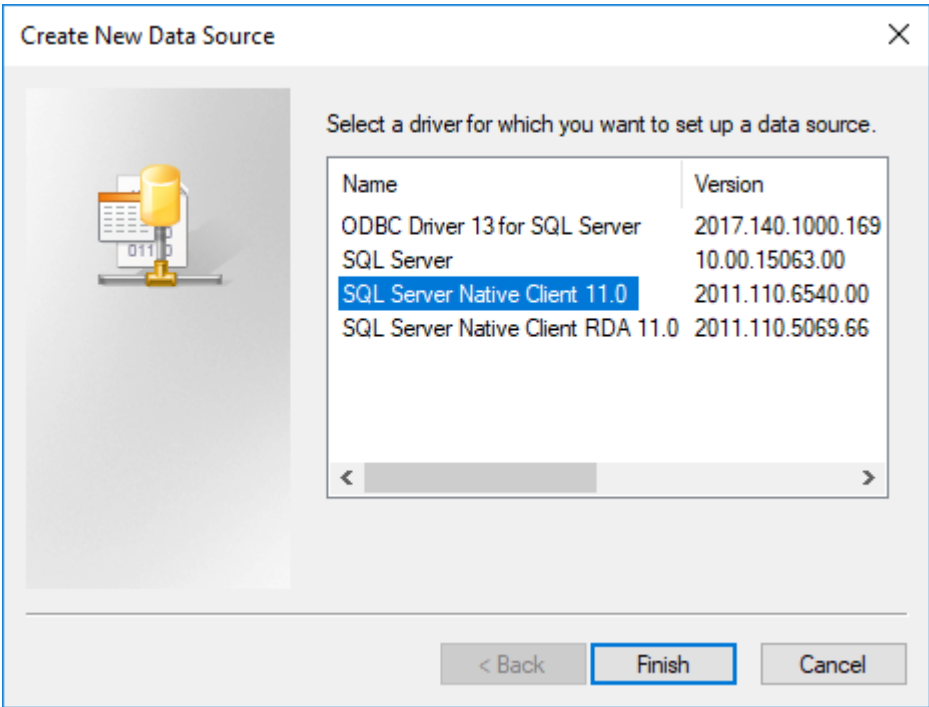 Create New Data Source
Select a driver for which you want to set up a data source.
Name Version
ODBC Driver 13 for SQL Server 2017.140.1000.169
SQL Server 10.00.15063.00
SQL Server Native Client 11.0 2011.110.6540.00
SQL Server Native Client RDA 11.0 2011.110.5069.66
< Back Finish Cancel